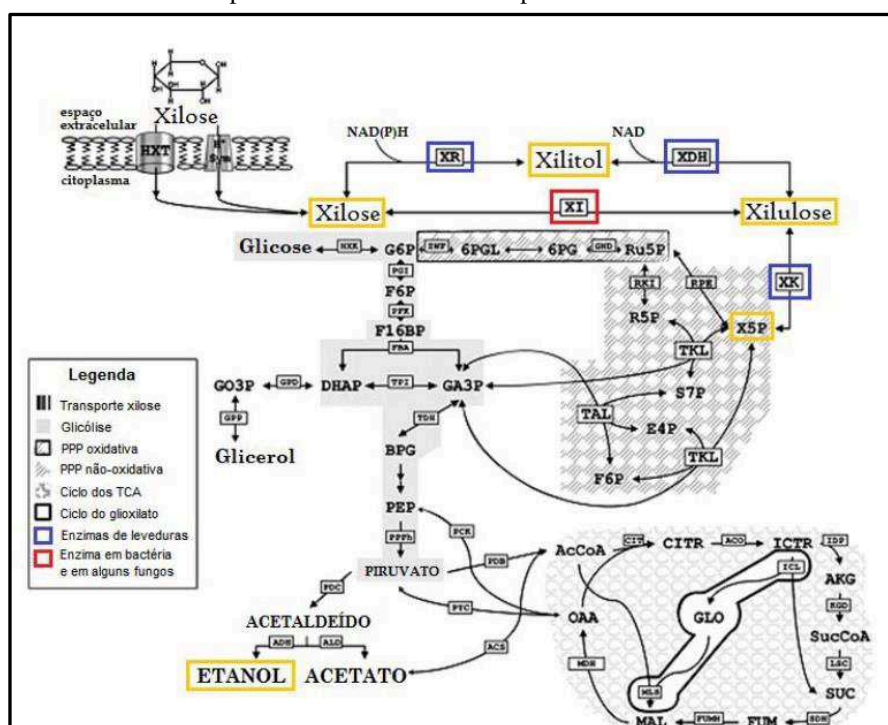 OH
H
OH
H
H
OH
H
Xilose
espaço
extracelular
HXT
H⁺
Sym
citoplasma
NAD(P)H
NAD
XR
Xilitol
XDH
Xilose
XI
Xilulose
Glicose
HXK
G6P
ZWF
6PGL
6PG
GND
Ru5P
XK
PGI
F6P
RKI
RPE
PFK
R5P
X5P
F16BP
FBA
TKL
Legenda
Transporte xilose
Glicólise
PPP oxidativa
PPP não-oxidativa
Ciclo dos TCA
Ciclo do glioxilato
Enzimas de leveduras
Enzima em bactéria
e em alguns fungos
GO3P
GPD
DHAP
TPI
GA3P
S7P
GPP
TDH
TAL
E4P
Glicerol
BPG
TKL
F6P
PEP
PCK
PPPh
PIRUVATO
PDB
AcCoA
CIT
CITR
ACO
ICTR
IDP
PDC
ICL
AKG
PYC
OAA
GLO
KGD
ACETALDEÍDO
SucCoA
ADH
ALD
ACS
LSC
ETANOL
ACETATO
MDH
MLS
SUC
MAL
FUMH
FUM
SDH